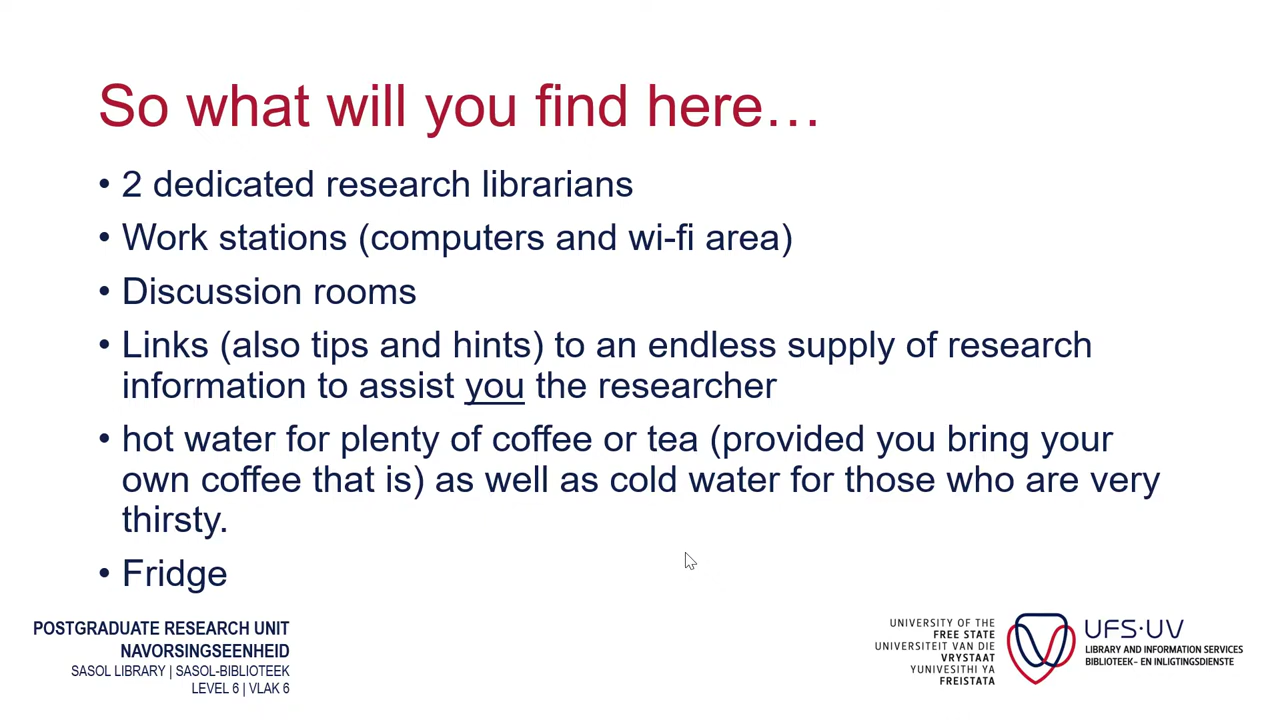 So what will you find here…
• 2 dedicated research librarians
• Work stations (computers and wi-fi area)
• Discussion rooms
• Links (also tips and hints) to an endless supply of research
information to assist you the researcher
• hot water for plenty of coffee or tea (provided you bring your
own coffee that is) as well as cold water for those who are very
thirsty.
• Fridge
POSTGRADUATE RESEARCH UNIT
NAVORSINGSEENHEID
SASOL LIBRARY | SASOL-BIBLIOTEEK
LEVEL 6 | VLAK 6
UNIVERSITY OF THE
FREE STATE
UNIVERSITEIT VAN DIE
VRYSTAAT
YUNIVESITHI YA
FREISTATA
UFS·UV
LIBRARY AND INFORMATION SERVICES
BIBLIOTEEK- EN INLIGTINGSDIENSTE